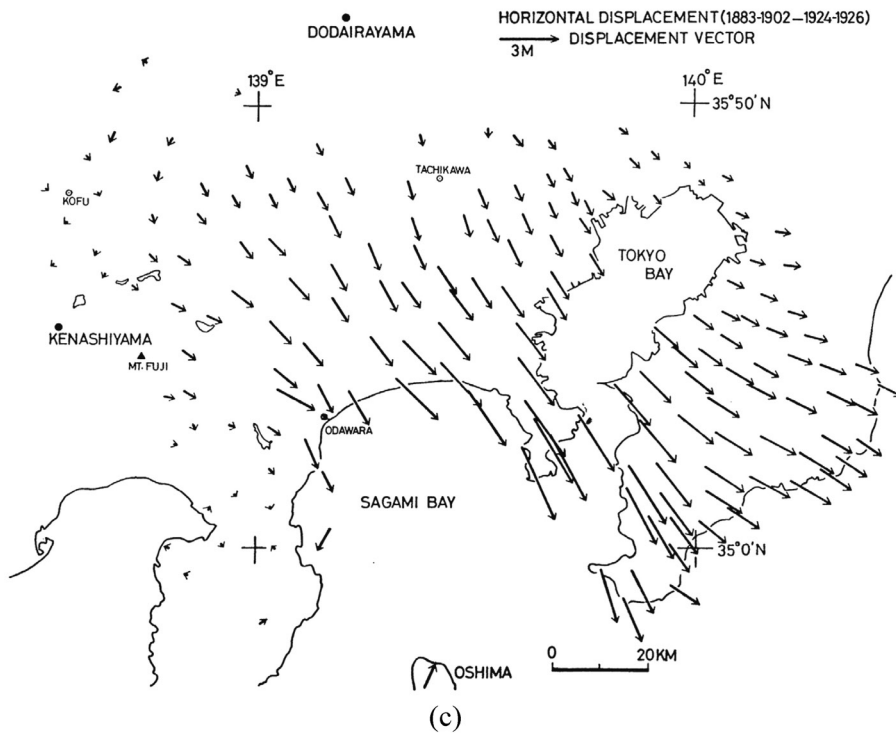 HORIZONTAL DISPLACEMENT (1883-1902—1924-1926)
DISPLACEMENT VECTOR
3M
DODAIRAYAMA
139°E
140°E
35°50'N
TACHIKAWA
KOFU
TOKYO
BAY
KENASHIYAMA
MT. FUJI
ODAWARA
SAGAMI BAY
35°0'N
0 20KM
OSHIMA
(c)